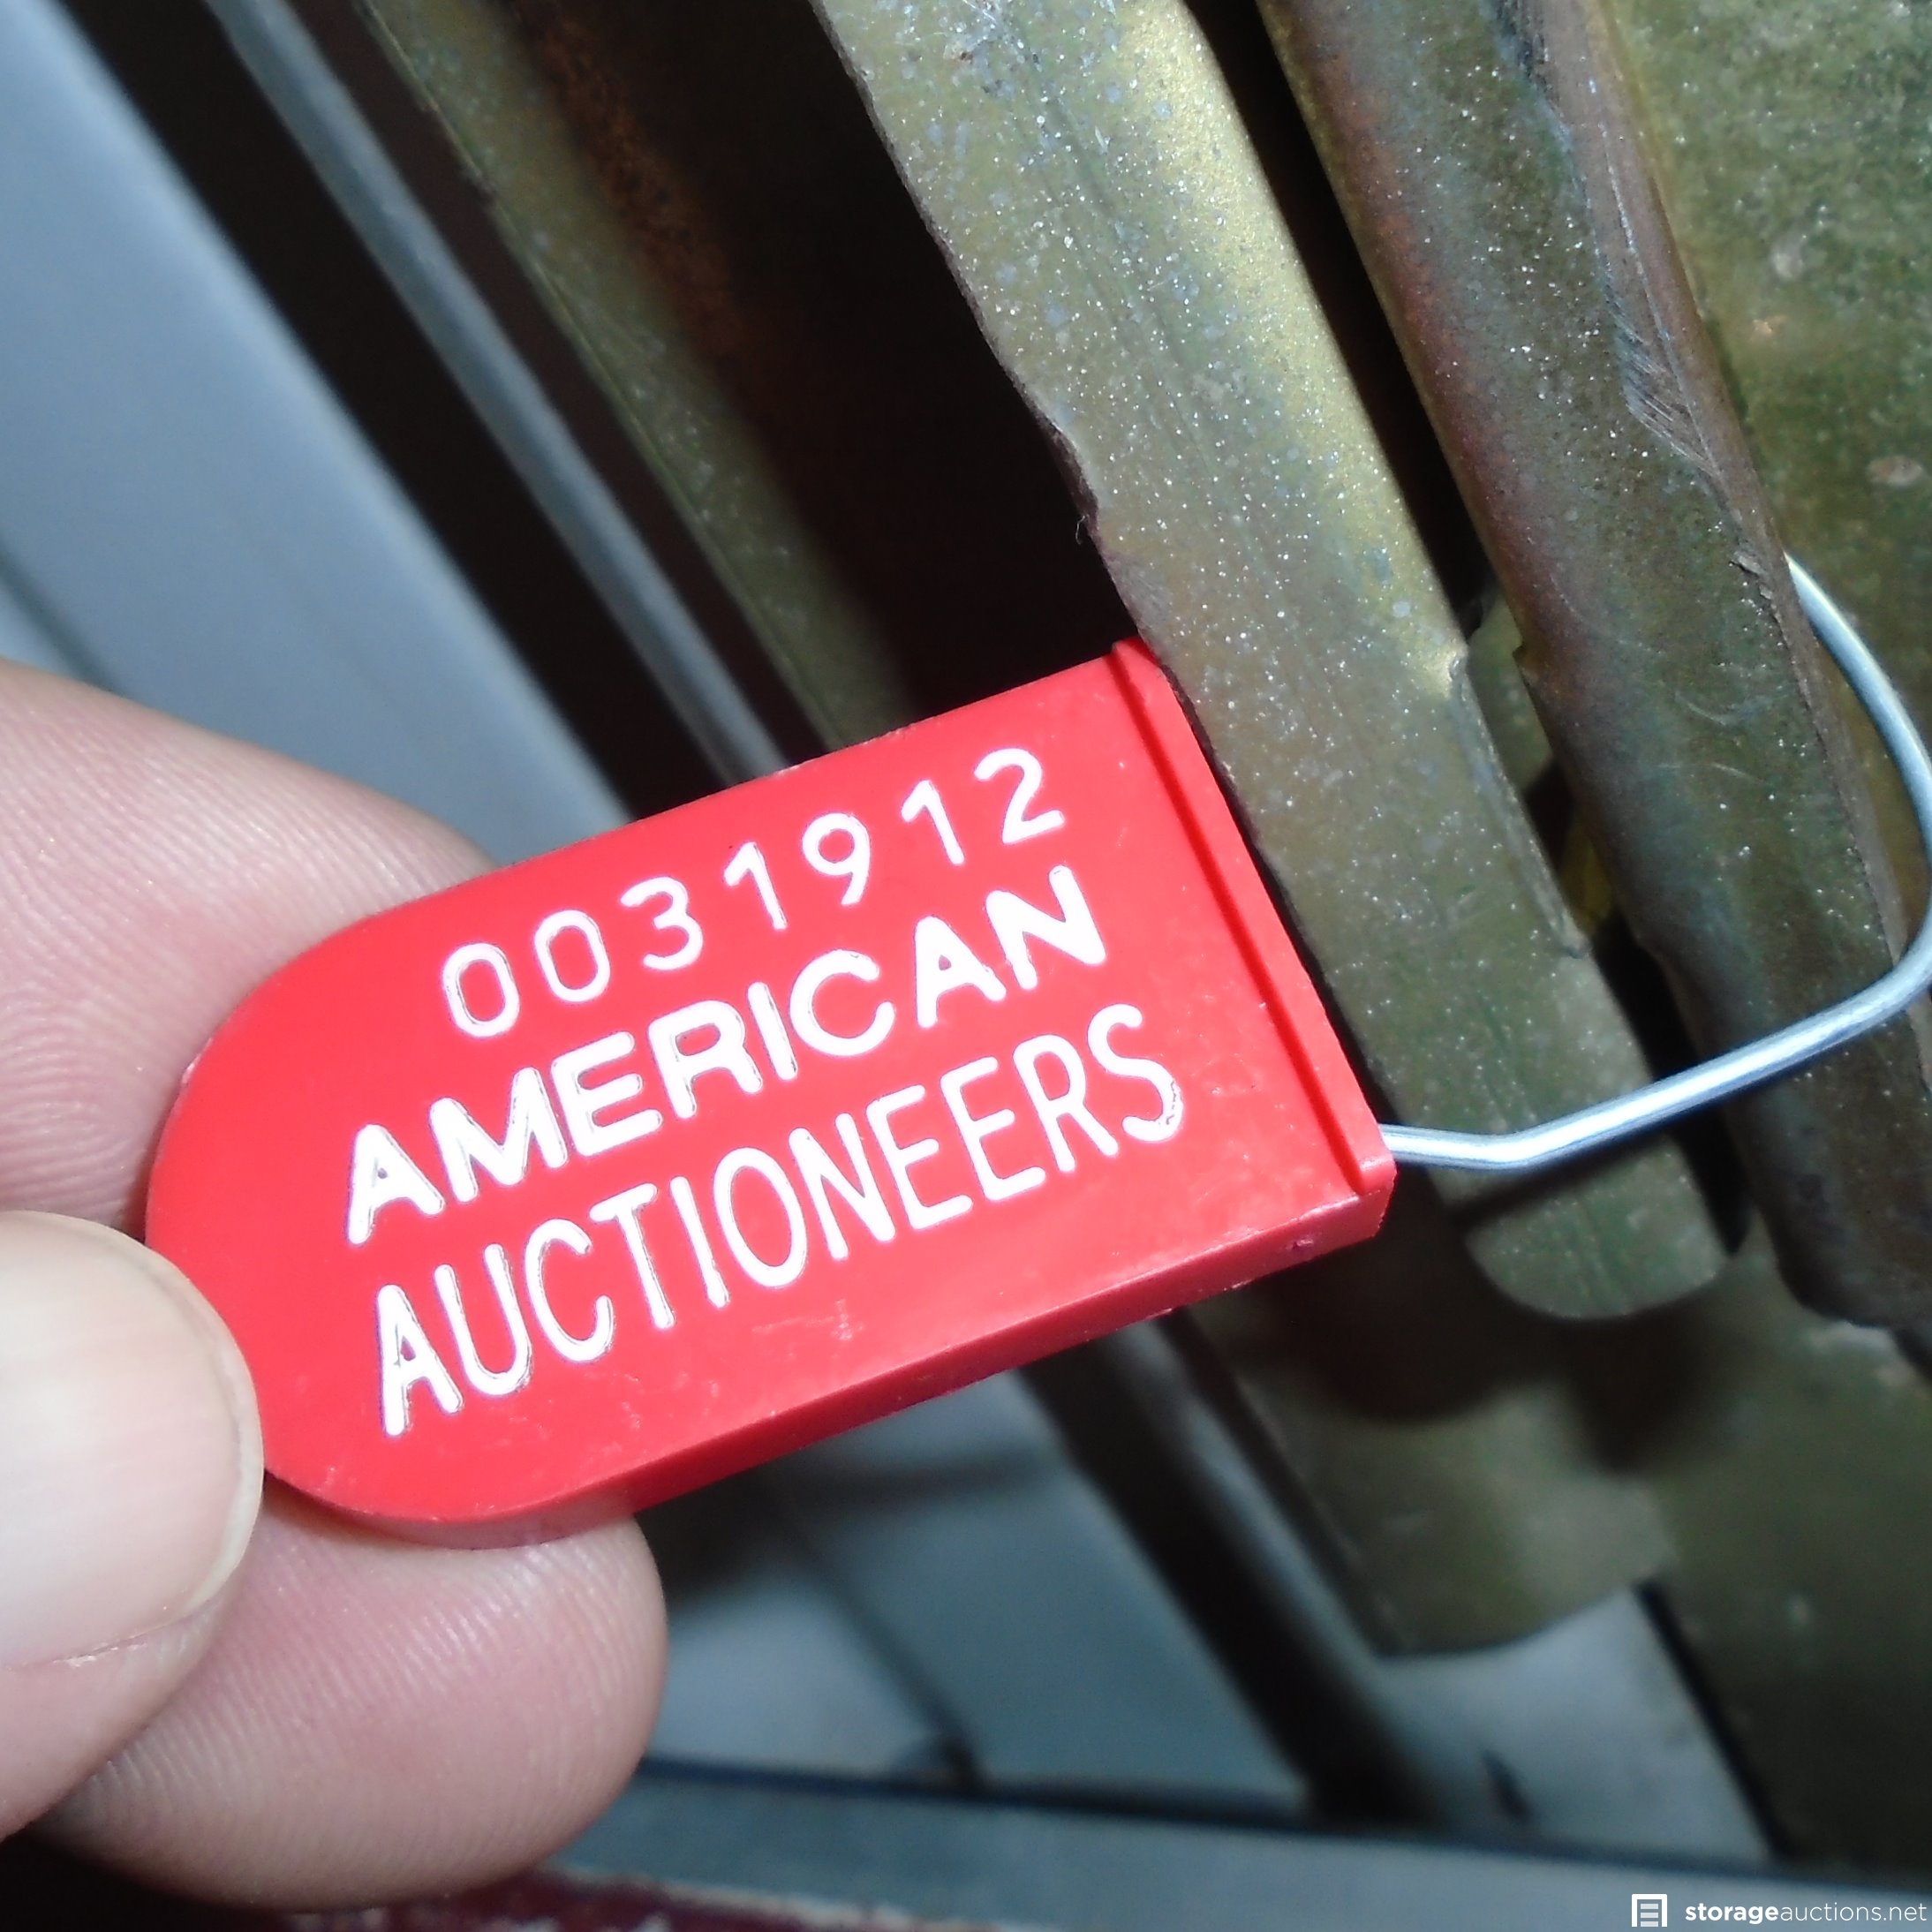 0031912
AMERICAN
AUCTIONEERS
storageauctions.net